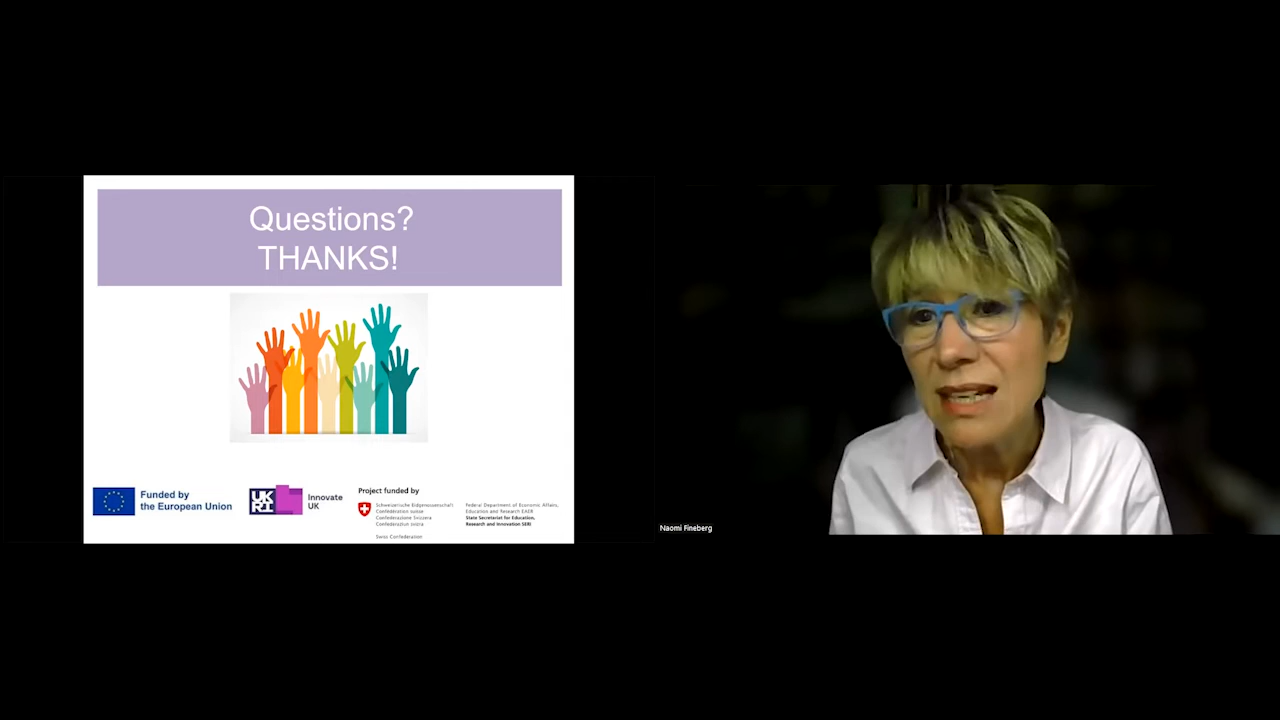 Questions?
THANKS!
Funded by
the European Union
UK
RI
Innovate
UK
Project funded by
Schweizerische Eidgenossenschaft
Confédération suisse
Confederazione Svizzera
Confederaziun svizra
Swiss Confederation
Federal Department of Economic Affairs,
Education and Research EAER
State Secretariat for Education,
Research and Innovation SERI
Naomi Fineberg